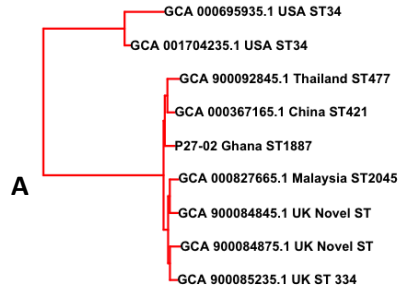 GCA 000695935.1 USA ST34
GCA 001704235.1 USA ST34
GCA 900092845.1 Thailand ST477
GCA 000367165.1 China ST421
P27-02 Ghana ST1887
GCA 000827665.1 Malaysia ST2045
A
GCA 900084845.1 UK Novel ST
GCA 900084875.1 UK Novel ST
GCA 900085235.1 UK ST 334